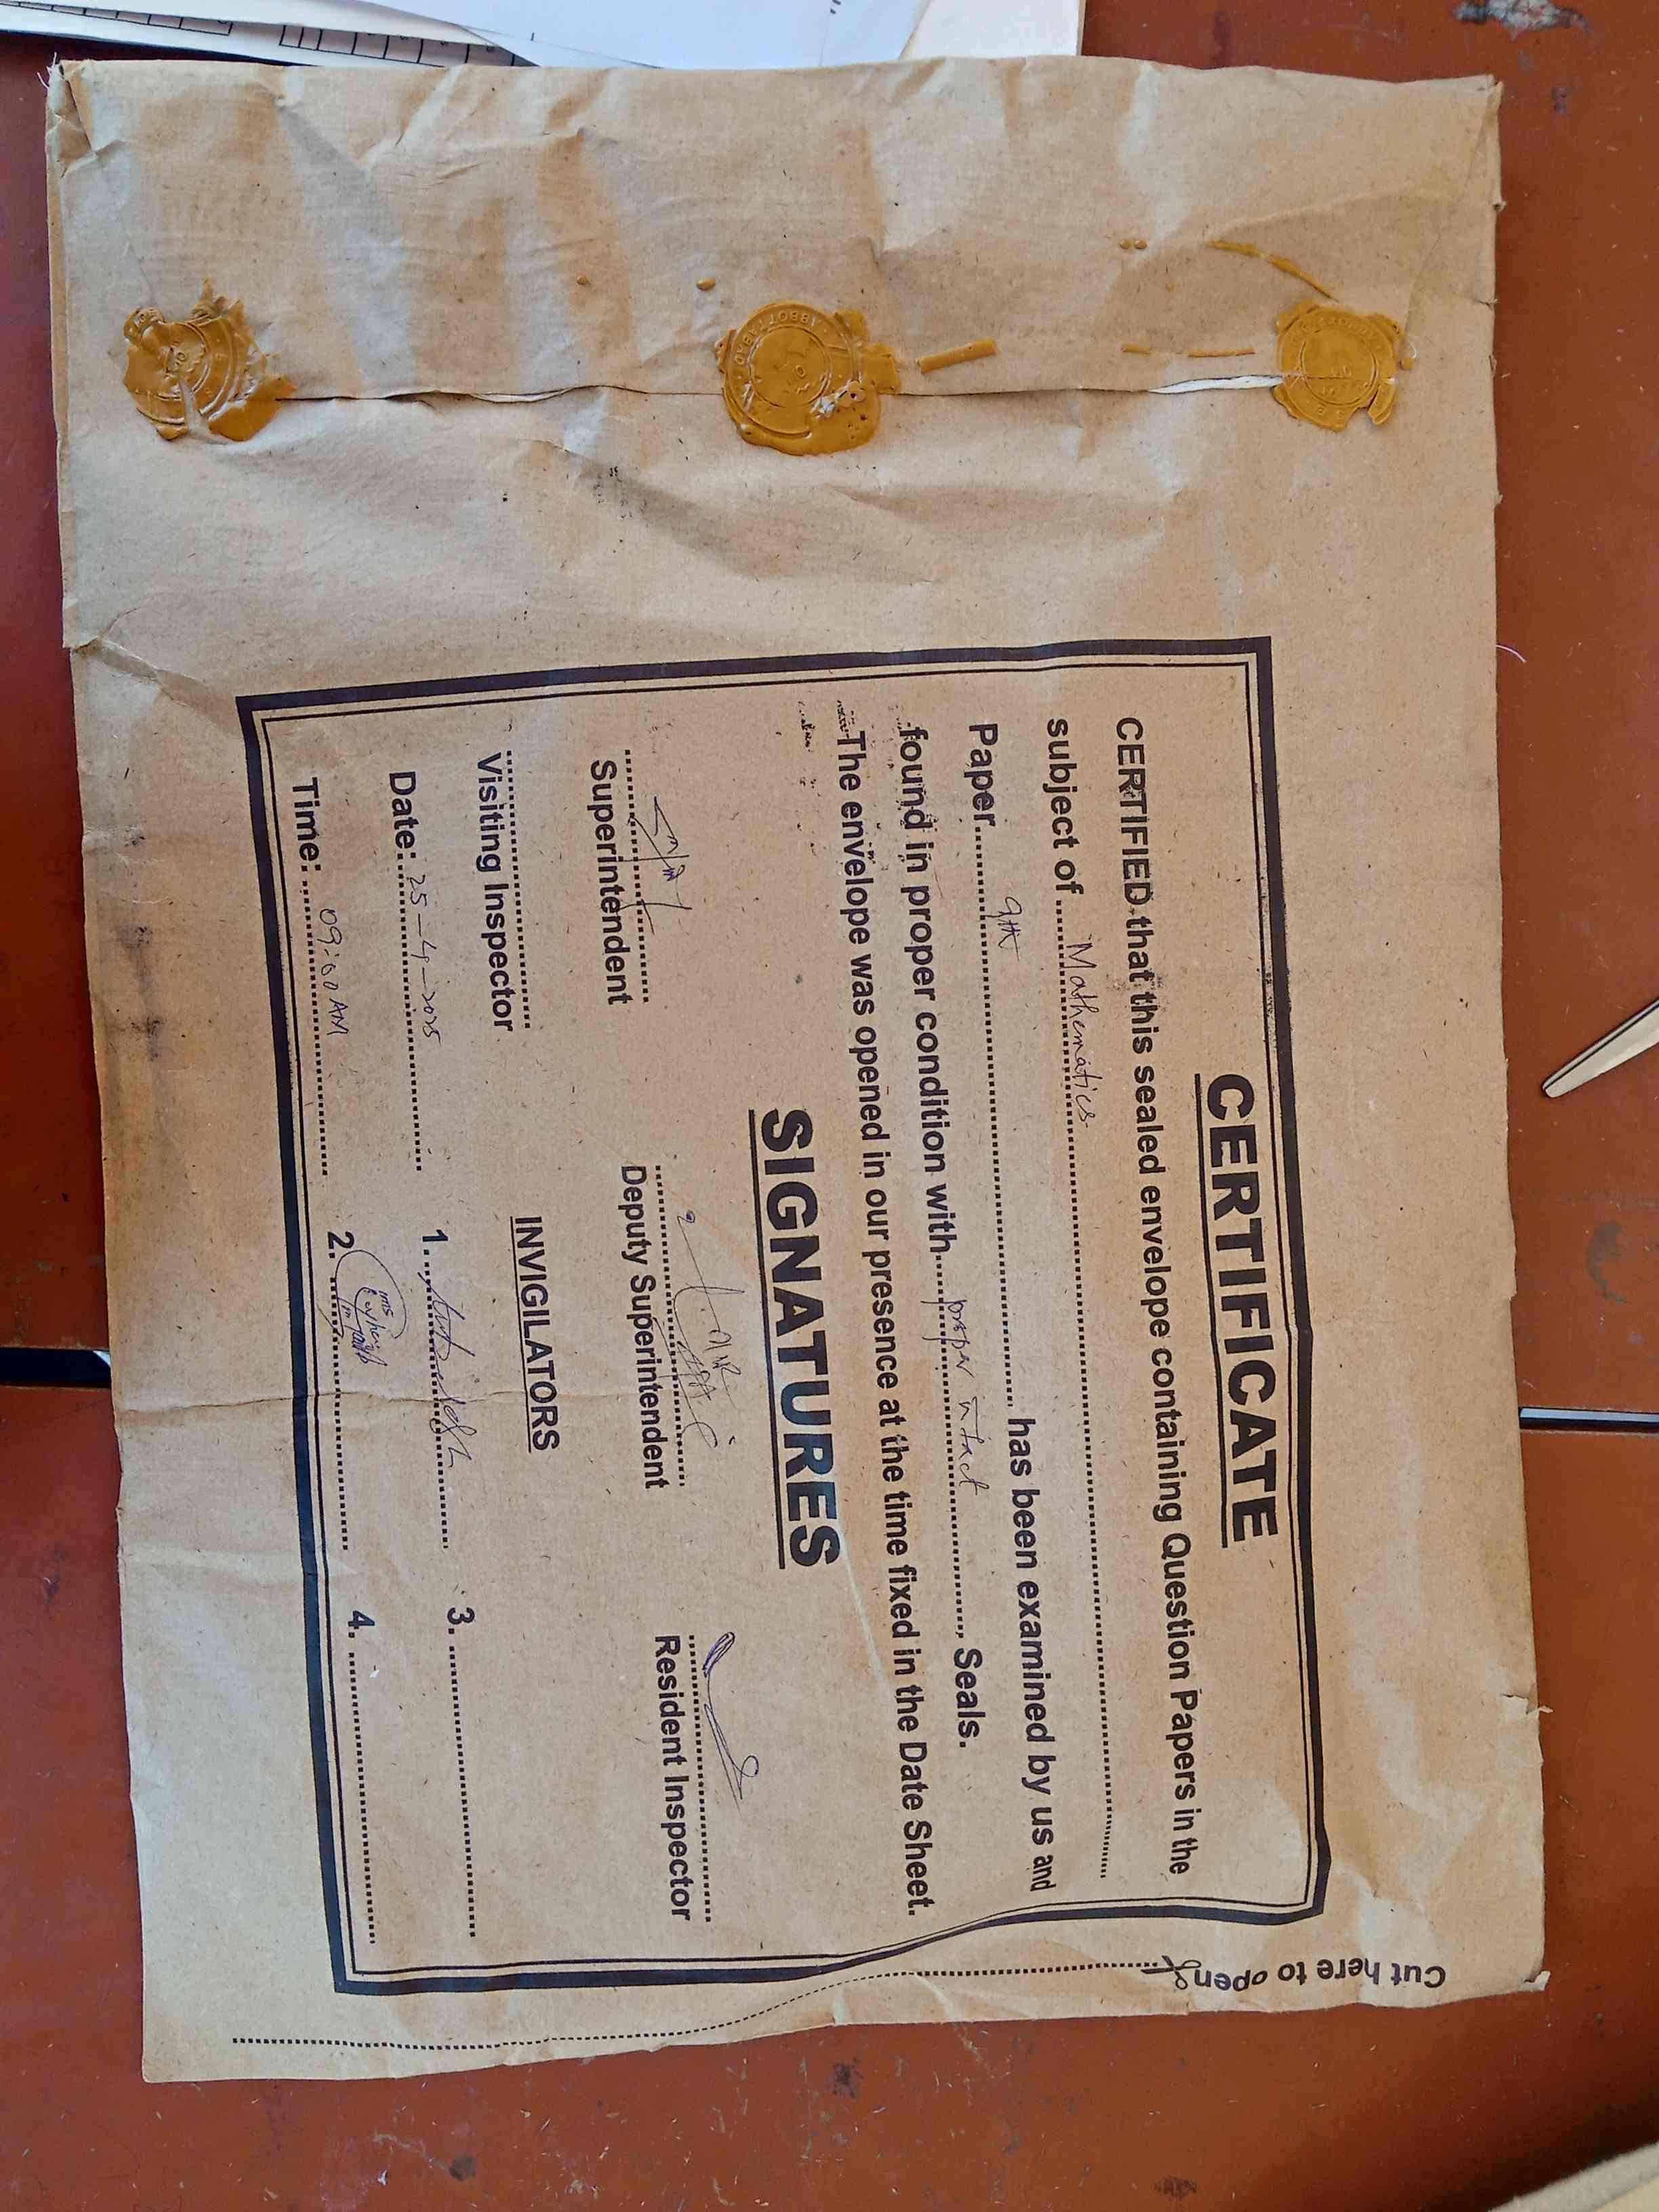 CERTIFICATE
CERTIFIED that this sealed envelope containing Question Papers in the
subject of ..... Mathematics .....
Paper..... 9th ..... has been examined by us and
found in proper condition with..... proper intact ....., Seals.
The envelope was opened in our presence at the time fixed in the Date Sheet.
SIGNATURES
Superintendent
Deputy Superintendent
Resident Inspector
Visiting Inspector
INVIGILATORS
Date: 25-4-2025
1.
3.
Time: 09:00 AM
2.
4.
Cut here to open
ABBOTTABAD